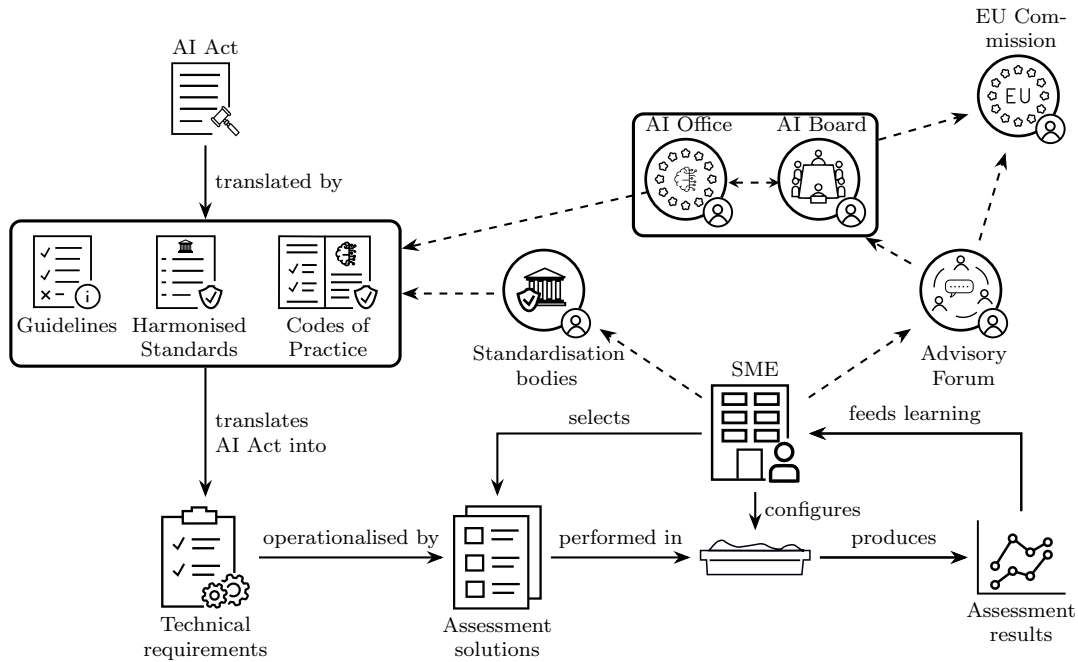 EU Com-
mission
AI Act
EU
AI Office
AI Board
translated by
Guidelines
Harmonised
Standards
Codes of
Practice
Standardisation
bodies
Advisory
Forum
SME
selects
feeds learning
translates
AI Act into
configures
operationalised by
performed in
produces
Technical
requirements
Assessment
solutions
Assessment
results